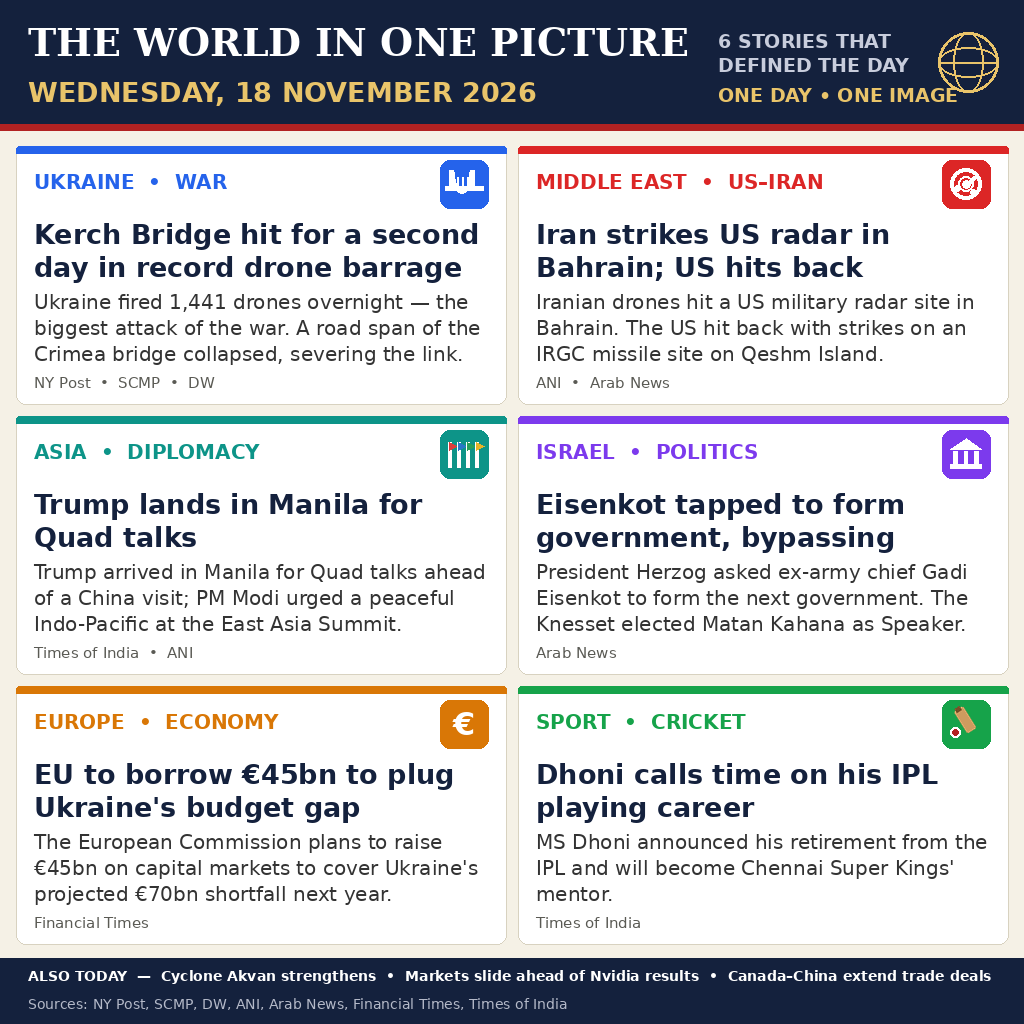 THE WORLD IN ONE PICTURE
WEDNESDAY, 18 NOVEMBER 2026
6 STORIES THAT
DEFINED THE DAY
ONE DAY • ONE IMAGE
UKRAINE • WAR
Kerch Bridge hit for a second
day in record drone barrage
Ukraine fired 1,441 drones overnight — the
biggest attack of the war. A road span of the
Crimea bridge collapsed, severing the link.
NY Post • SCMP • DW
MIDDLE EAST • US–IRAN
Iran strikes US radar in
Bahrain; US hits back
Iranian drones hit a US military radar site in
Bahrain. The US hit back with strikes on an
IRGC missile site on Qeshm Island.
ANI • Arab News
ASIA • DIPLOMACY
Trump lands in Manila for
Quad talks
Trump arrived in Manila for Quad talks ahead
of a China visit; PM Modi urged a peaceful
Indo-Pacific at the East Asia Summit.
Times of India • ANI
ISRAEL • POLITICS
Eisenkot tapped to form
government, bypassing
President Herzog asked ex-army chief Gadi
Eisenkot to form the next government. The
Knesset elected Matan Kahana as Speaker.
Arab News
EUROPE • ECONOMY
€
EU to borrow €45bn to plug
Ukraine's budget gap
The European Commission plans to raise
€45bn on capital markets to cover Ukraine's
projected €70bn shortfall next year.
Financial Times
SPORT • CRICKET
Dhoni calls time on his IPL
playing career
MS Dhoni announced his retirement from the
IPL and will become Chennai Super Kings'
mentor.
Times of India
ALSO TODAY — Cyclone Akvan strengthens • Markets slide ahead of Nvidia results • Canada–China extend trade deals
Sources: NY Post, SCMP, DW, ANI, Arab News, Financial Times, Times of India